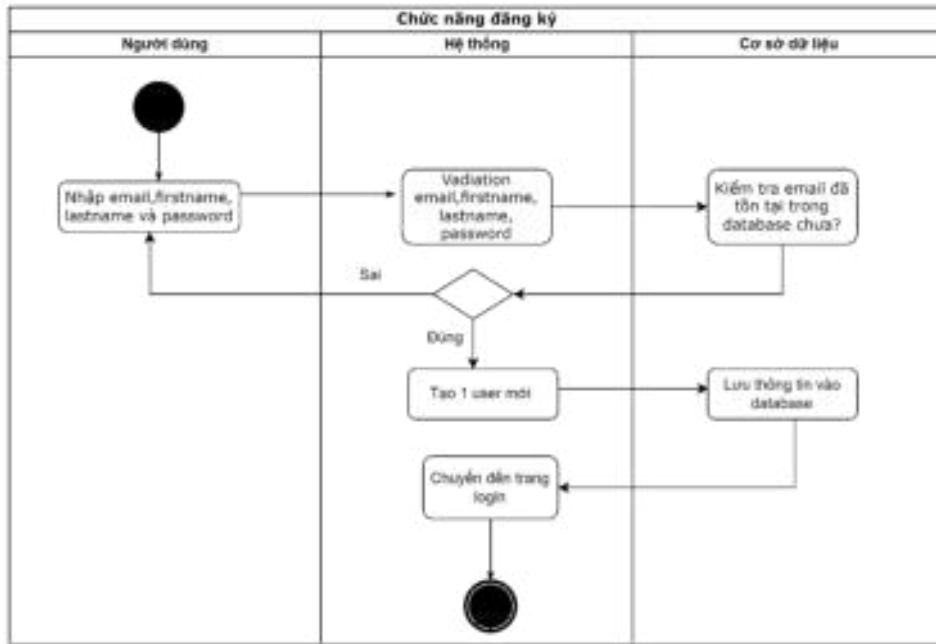 Chức năng đăng ký
Người dùng
Hệ thống
Cơ sở dữ liệu
Nhập email,firstname,
lastname và password
Vadiation
email,firstname,
lastname,
password
Kiểm tra email đã
tồn tại trong
database chưa?
Sai
Đúng
Tạo 1 user mới
Lưu thông tin vào
database
Chuyển đến trang
login